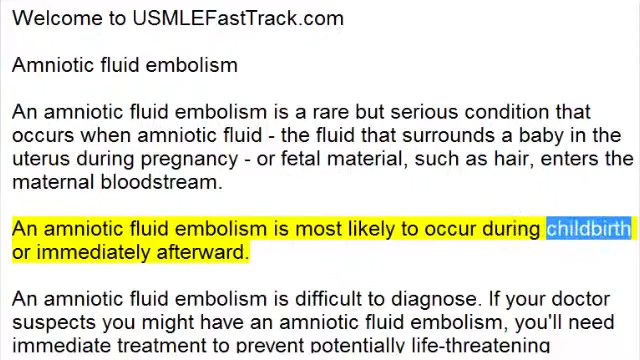 Welcome to USMLEFastTrack.com
Amniotic fluid embolism
An amniotic fluid embolism is a rare but serious condition that
occurs when amniotic fluid - the fluid that surrounds a baby in the
uterus during pregnancy - or fetal material, such as hair, enters the
maternal bloodstream.
An amniotic fluid embolism is most likely to occur during childbirth
or immediately afterward.
An amniotic fluid embolism is difficult to diagnose. If your doctor
suspects you might have an amniotic fluid embolism, you'll need
immediate treatment to prevent potentially life-threatening